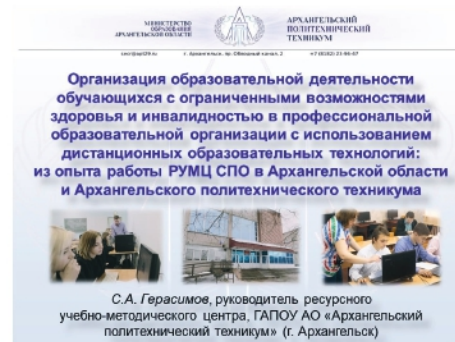 МИНИСТЕРСТВО
ОБРАЗОВАНИЯ
АРХАНГЕЛЬСКОЙ ОБЛАСТИ
АРХАНГЕЛЬСКИЙ
ПОЛИТЕХНИЧЕСКИЙ
ТЕХНИКУМ
г. Архангельск, пр. Обводный канал, 2
Организация образовательной деятельности
обучающихся с ограниченными возможностями
здоровья и инвалидностью в профессиональной
образовательной организации с использованием
дистанционных образовательных технологий:
из опыта работы РУМЦ СПО в Архангельской области
и Архангельского политехнического техникума
С.А. Герасимов, руководитель ресурсного
учебно-методического центра, ГАПОУ АО «Архангельский
политехнический техникум» (г. Архангельск)